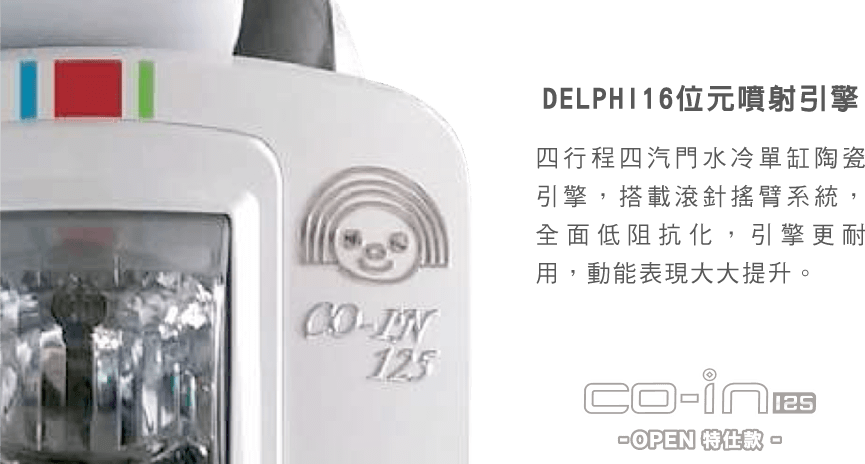 DELPHI16位元噴射引擎
四行程四汽門水冷單缸陶瓷
引擎，搭載滾針搖臂系統，
全面低阻抗化，引擎更耐
用，動能表現大大提升。
CO-IN
125
co-in125
-OPEN 特仕款 -